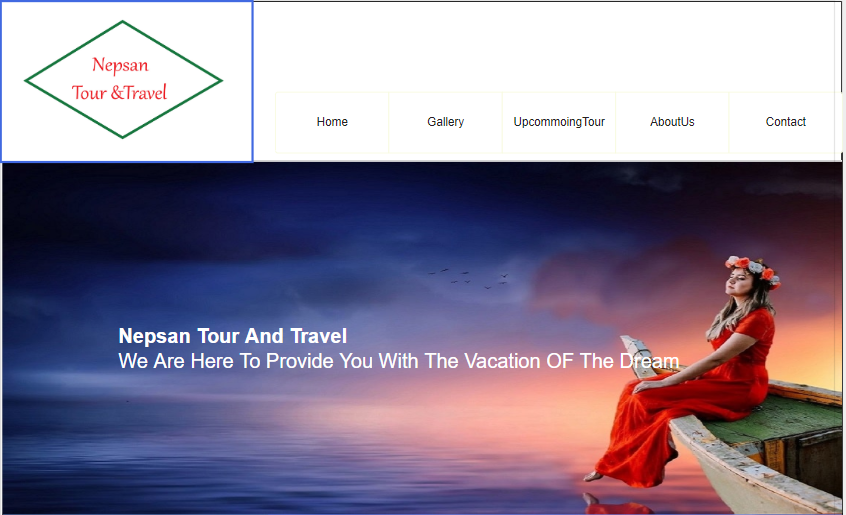 Nepsan
Tour &Travel
Home
Gallery
UpcommoingTour
AboutUs
Contact
Nepsan Tour And Travel
We Are Here To Provide You With The Vacation OF The Dream